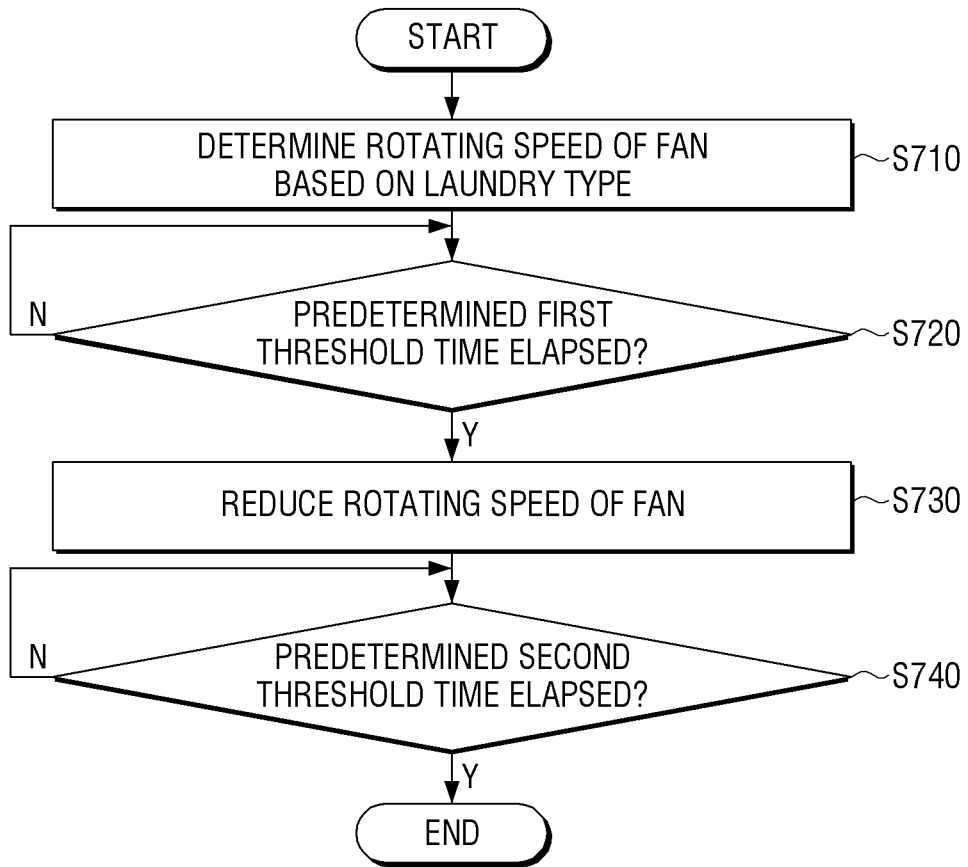 START
DETERMINE ROTATING SPEED OF FAN
BASED ON LAUNDRY TYPE
S710
N
PREDETERMINED FIRST
THRESHOLD TIME ELAPSED?
S720
Y
REDUCE ROTATING SPEED OF FAN
S730
N
PREDETERMINED SECOND
THRESHOLD TIME ELAPSED?
S740
Y
END